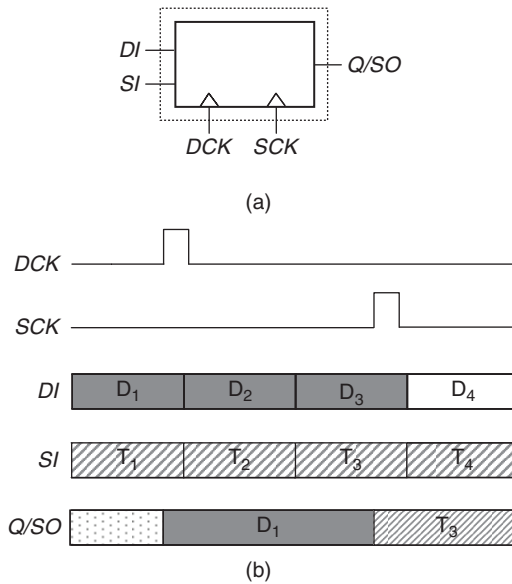 DI
SI
Q/SO
DCK SCK
(a)
DCK
SCK
DI D₁ D₂ D₃ D₄
SI T₁ T₂ T₃ T₄
Q/SO D₁ T₃
(b)